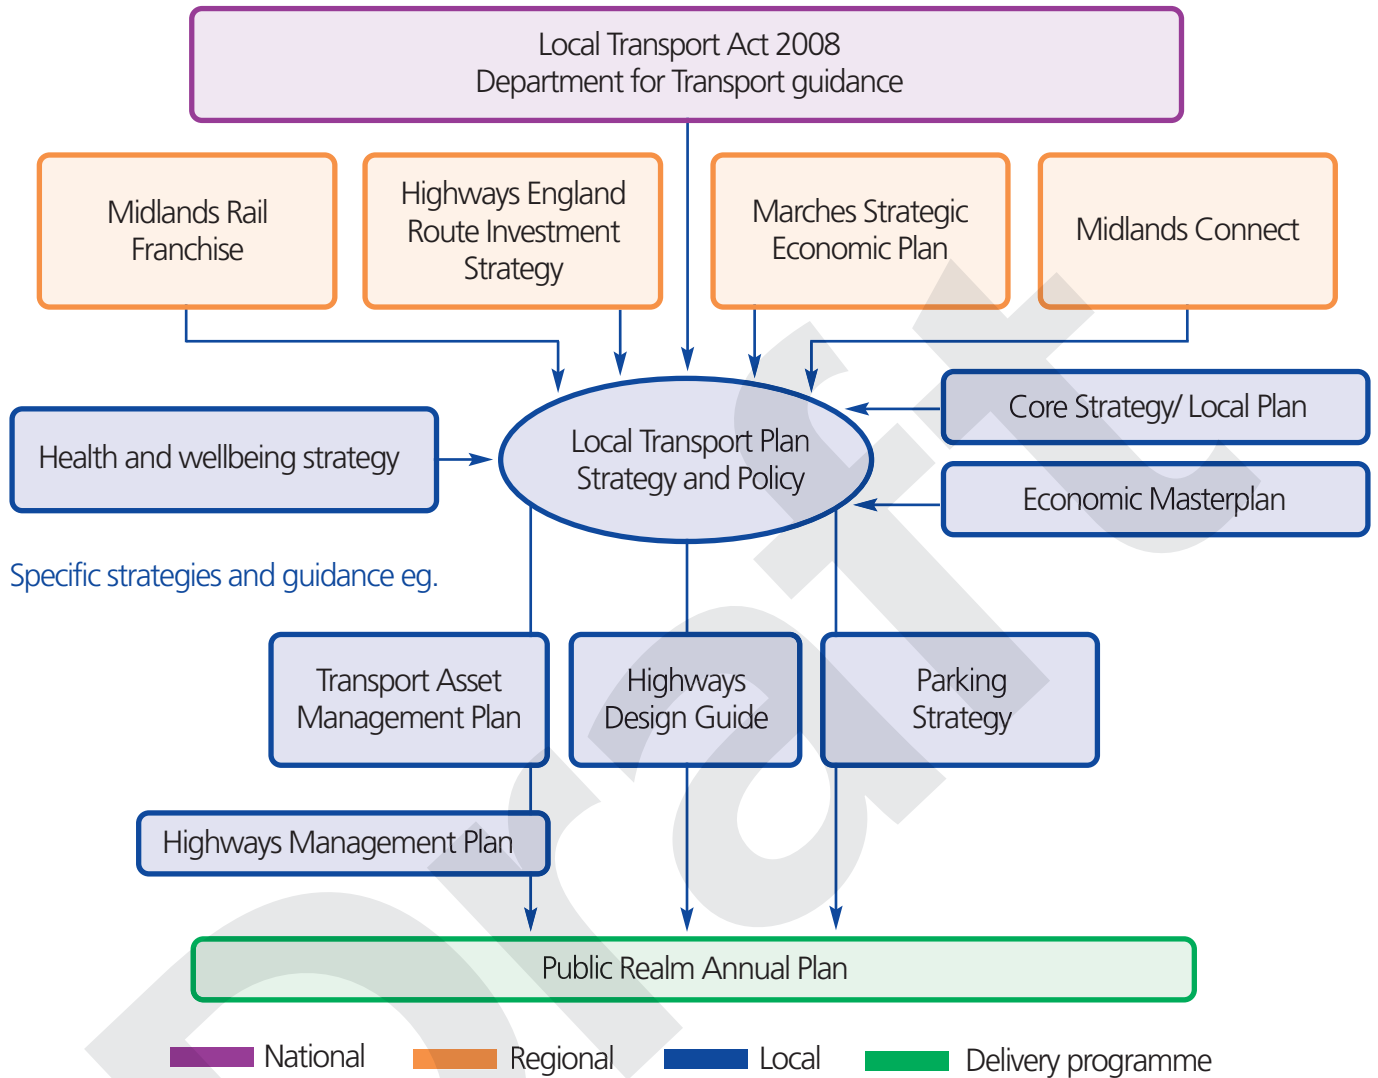 Local Transport Act 2008
Department for Transport guidance
Midlands Rail
Franchise
Highways England
Route Investment
Strategy
Marches Strategic
Economic Plan
Midlands Connect
Health and wellbeing strategy
Local Transport Plan
Strategy and Policy
Core Strategy/ Local Plan
Economic Masterplan
Specific strategies and guidance eg.
Transport Asset
Management Plan
Highways
Design Guide
Parking
Strategy
Highways Management Plan
Public Realm Annual Plan
National
Regional
Local
Delivery programme
Draft